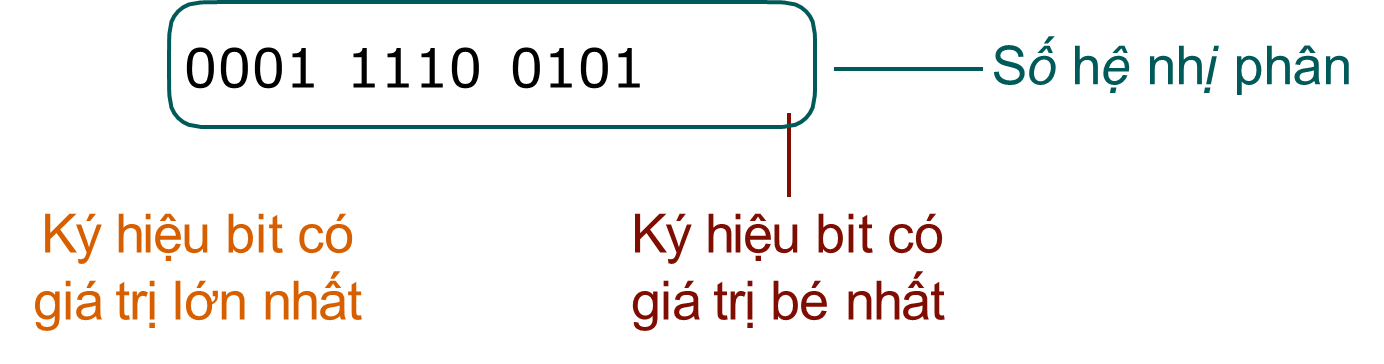 0001 1110 0101
Số hệ nhị phân
Ký hiệu bit có
giá trị lớn nhất
Ký hiệu bit có
giá trị bé nhất